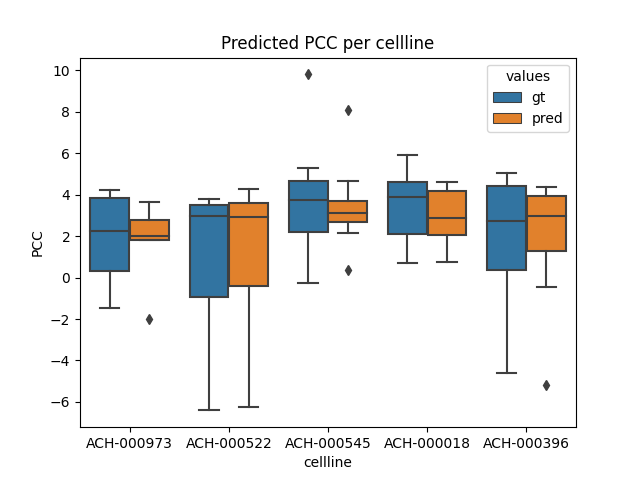 Predicted PCC per cellline
values
gt
pred
10
8
6
4
2
0
−2
−4
−6
PCC
ACH-000973 ACH-000522 ACH-000545 ACH-000018 ACH-000396
cellline